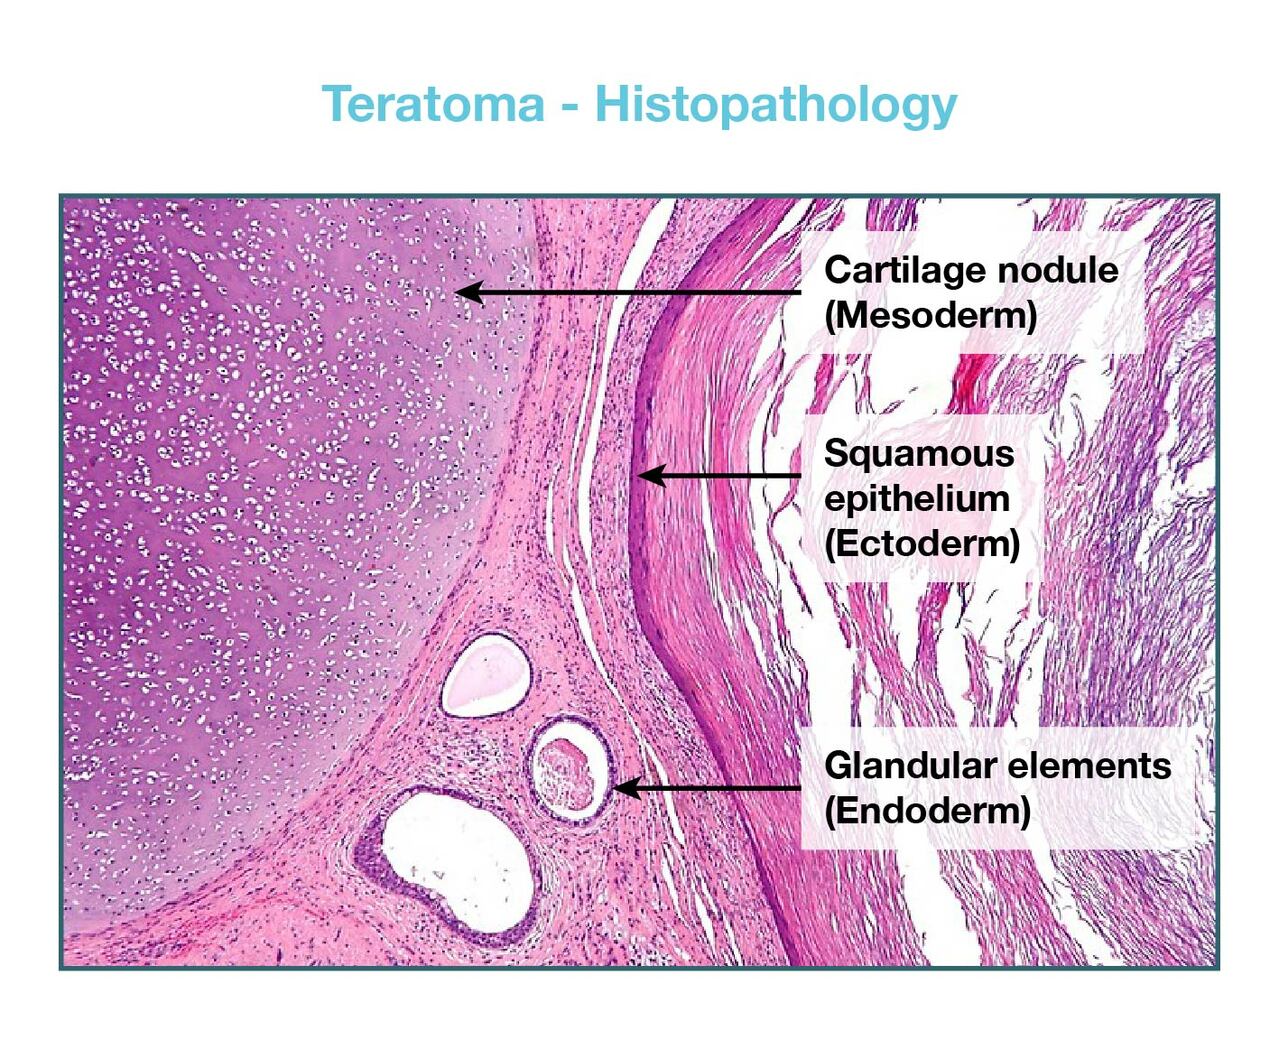 Teratoma - Histopathology
Cartilage nodule
(Mesoderm)
Squamous
epithelium
(Ectoderm)
Glandular elements
(Endoderm)